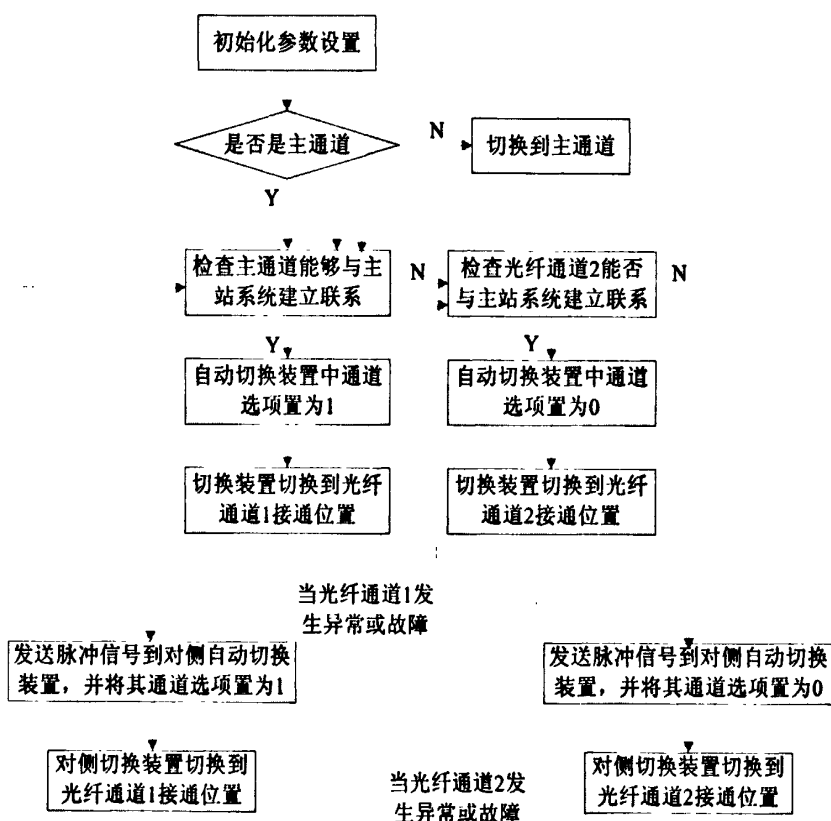 初始化参数设置
是否是主通道
N
切换到主通道
Y
检查主通道能够与主
站系统建立联系
N
检查光纤通道2能否
与主站系统建立联系
N
Y
Y
自动切换装置中通道
选项置为1
自动切换装置中通道
选项置为0
切换装置切换到光纤
通道1接通位置
切换装置切换到光纤
通道2接通位置
当光纤通道1发
生异常或故障
发送脉冲信号到对侧自动切换
装置，并将其通道选项置为1
发送脉冲信号到对侧自动切换
装置，并将其通道选项置为0
对侧切换装置切换到
光纤通道1接通位置
当光纤通道2发
生异常或故障
对侧切换装置切换到
光纤通道2接通位置